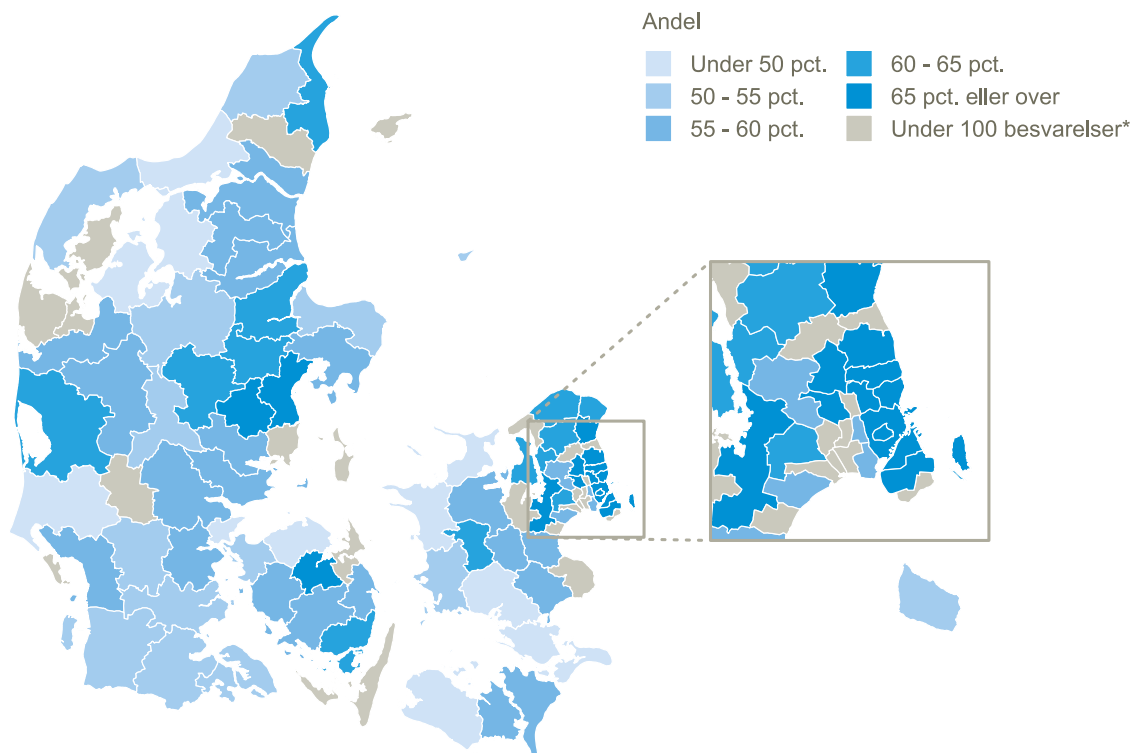 Andel
Under 50 pct.
50 - 55 pct.
55 - 60 pct.
60 - 65 pct.
65 pct. eller over
Under 100 besvarelser*